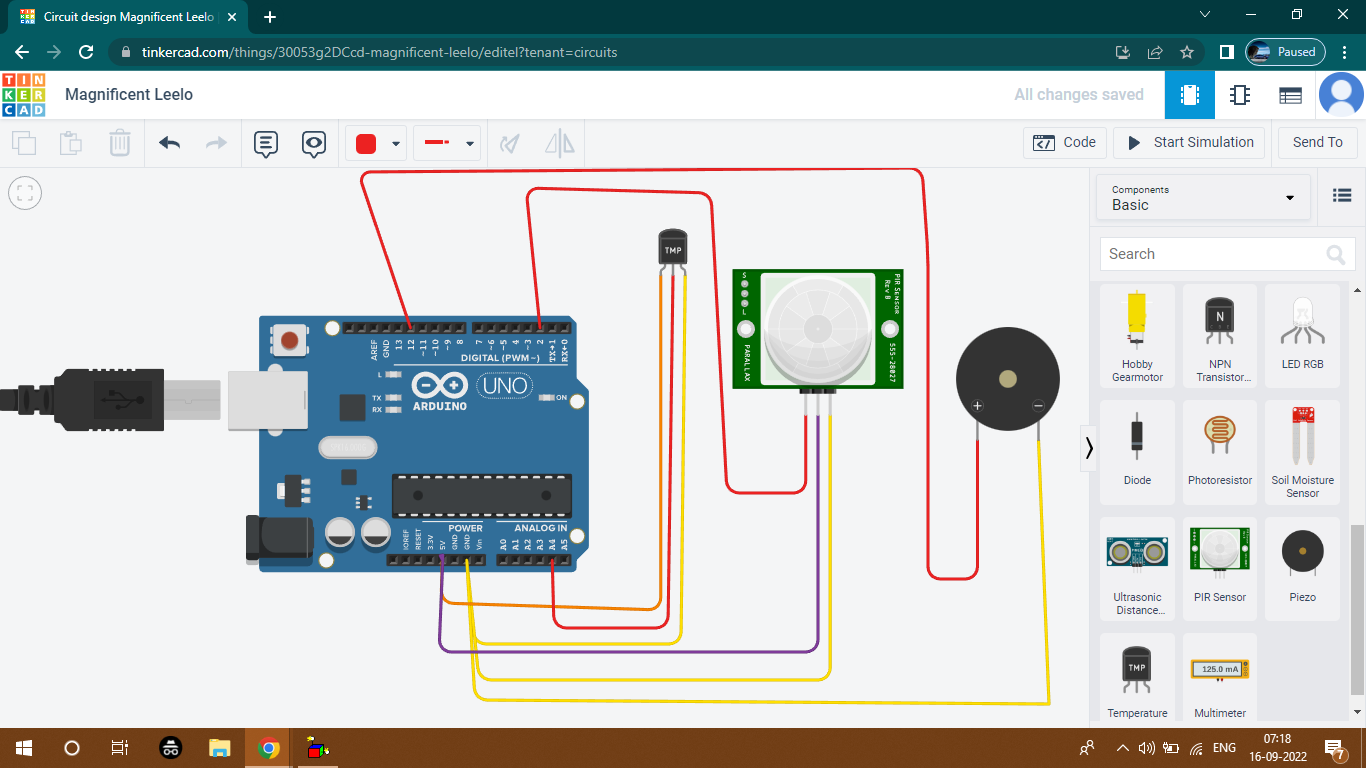 Circuit design Magnificent Leelo
tinkercad.com/things/30053g2DCcd-magnificent-leelo/editel?tenant=circuits
Paused
TIN
KER
CAD
Magnificent Leelo
All changes saved
Code
Start Simulation
Send To
Components
Basic
Search
TMP
S
L
PIR SENSOR
REV B
PARALLAX
555-28027
AREF
GND
13
12
~11
~10
~9
8
7
~6
~5
4
~3
2
TX→1
RX←0
DIGITAL (PWM~)
L
TX
RX
UNO
ON
ARDUINO
+
−
POWER
ANALOG IN
IOREF
RESET
3.3V
5V
GND
GND
Vin
A0
A1
A2
A3
A4
A5
N
Hobby
Gearmotor
NPN
Transistor...
LED RGB
Diode
Photoresistor
Soil Moisture
Sensor
Ultrasonic
Distance...
PIR Sensor
Piezo
TMP
125.0 mA
Temperature
Multimeter
ENG
07:18
16-09-2022
7